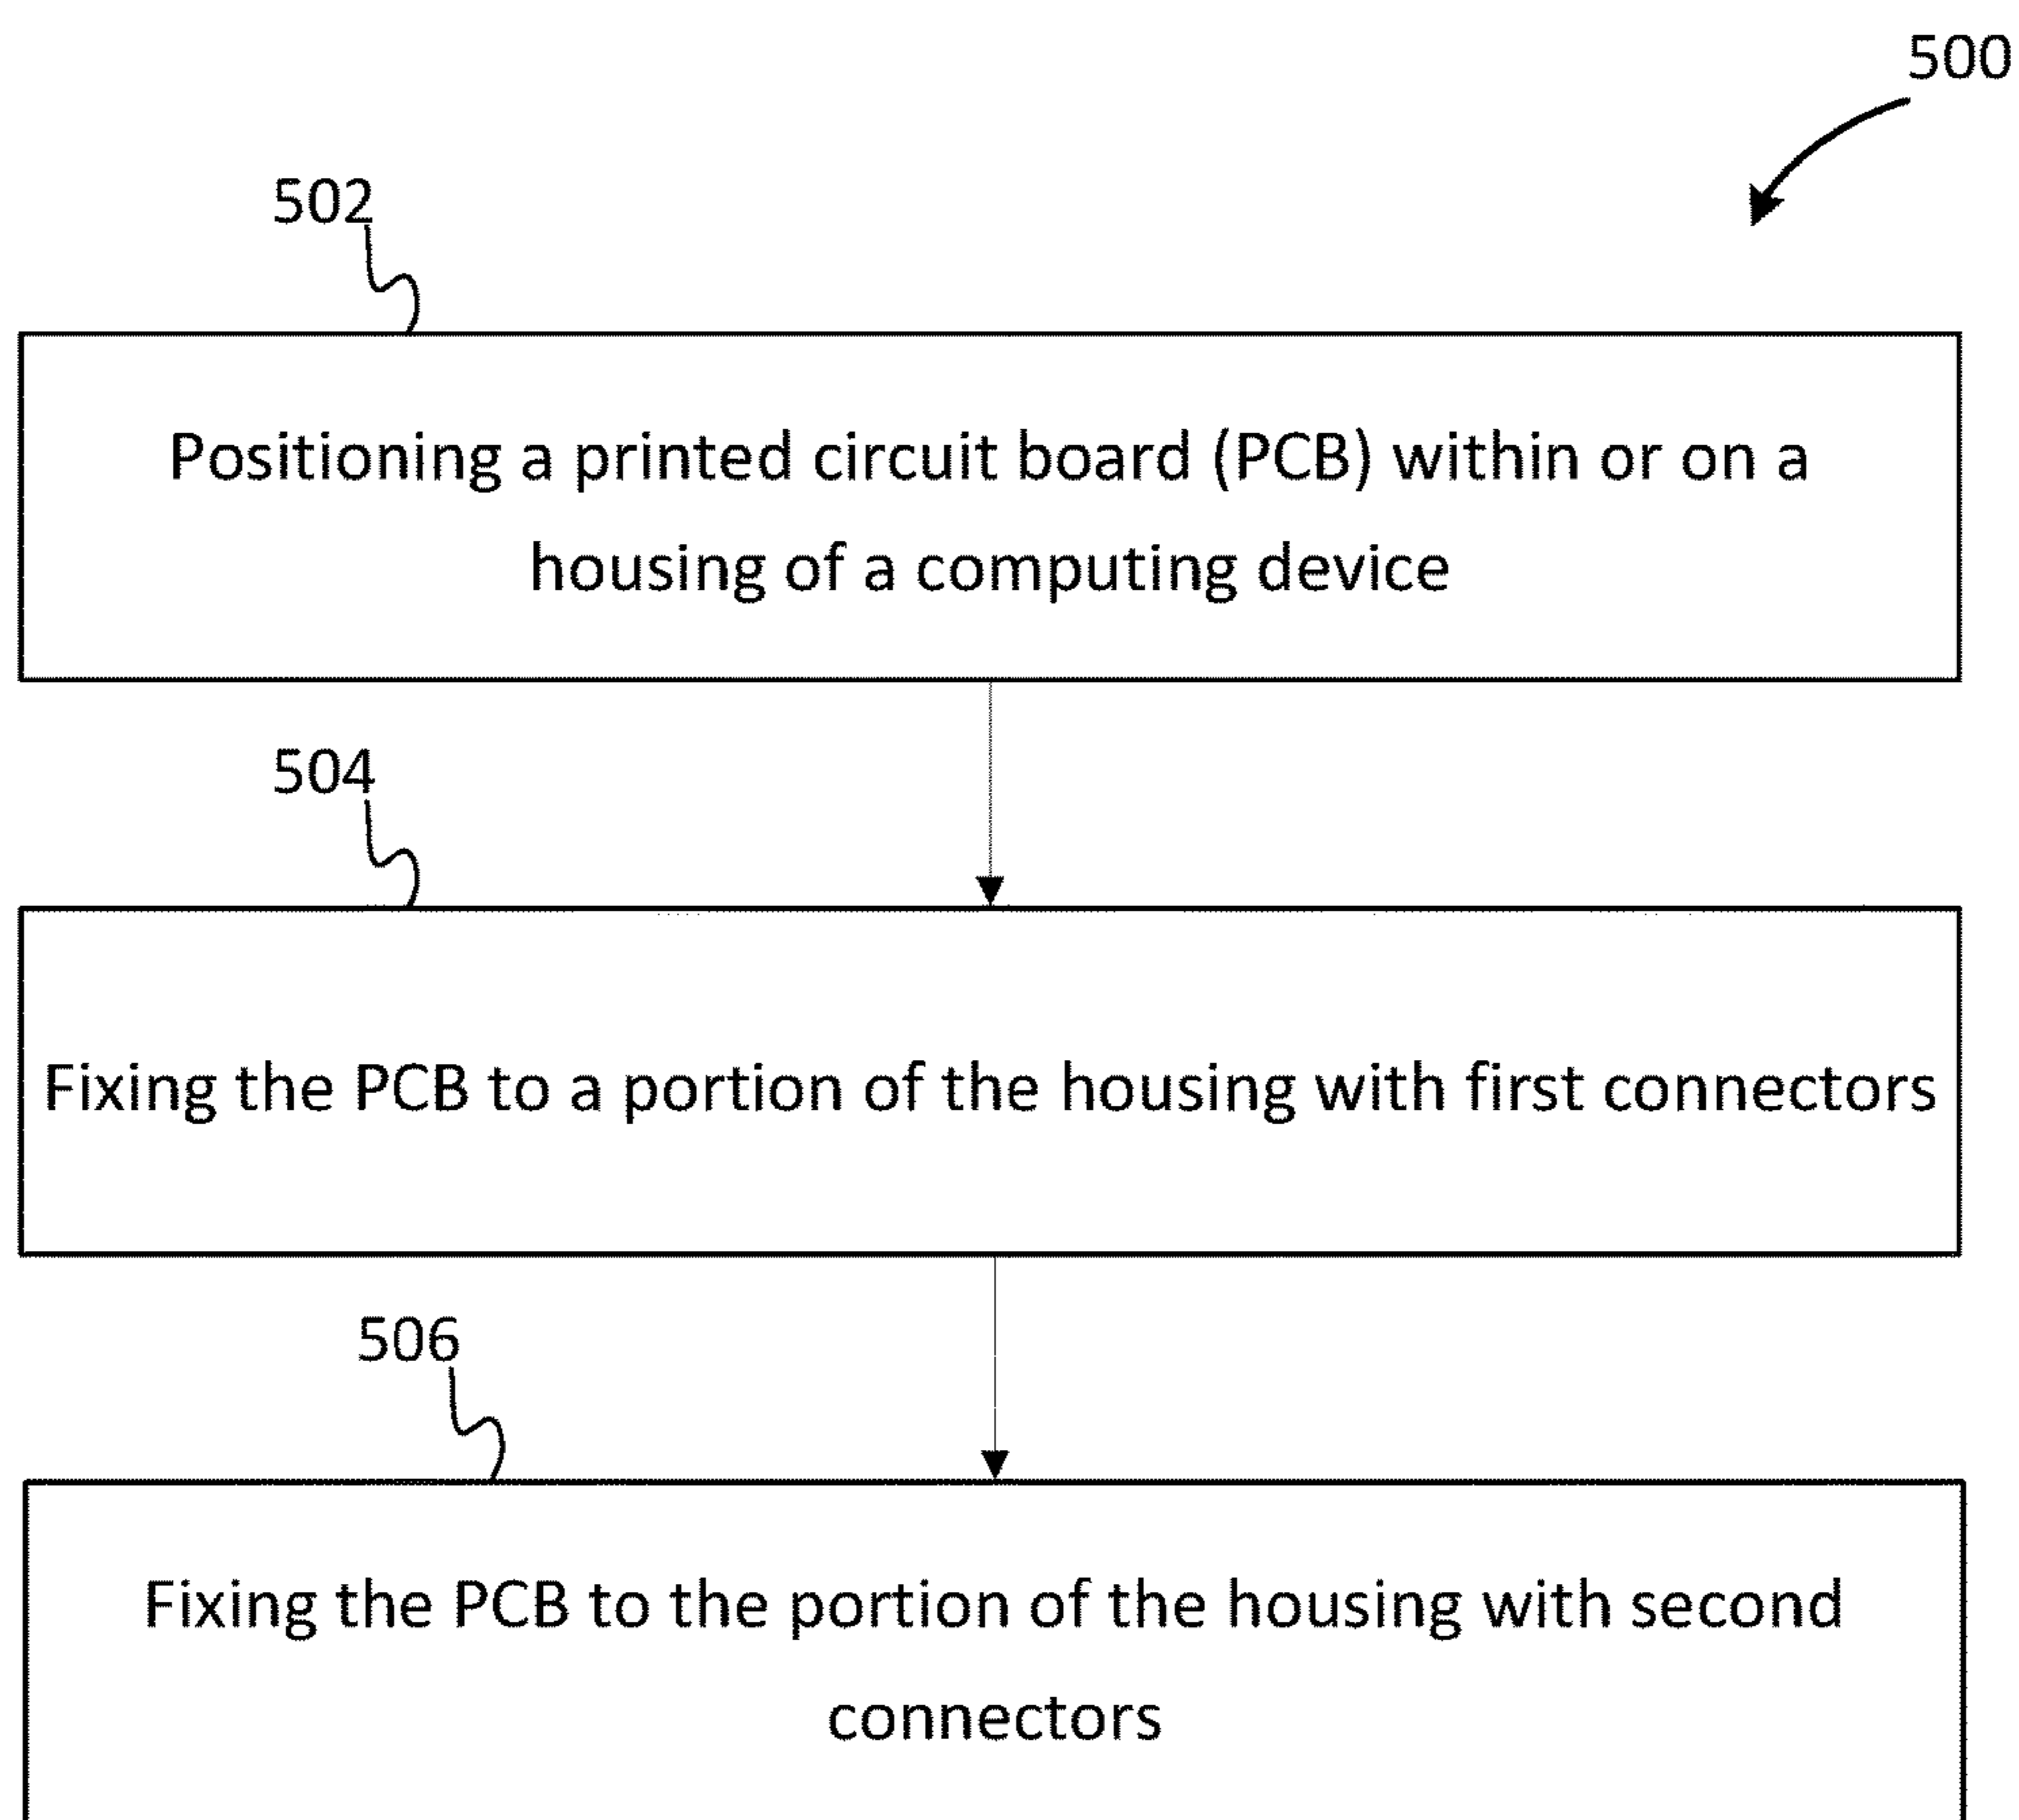 500
502
Positioning a printed circuit board (PCB) within or on a
housing of a computing device
504
Fixing the PCB to a portion of the housing with first connectors
506
Fixing the PCB to the portion of the housing with second
connectors